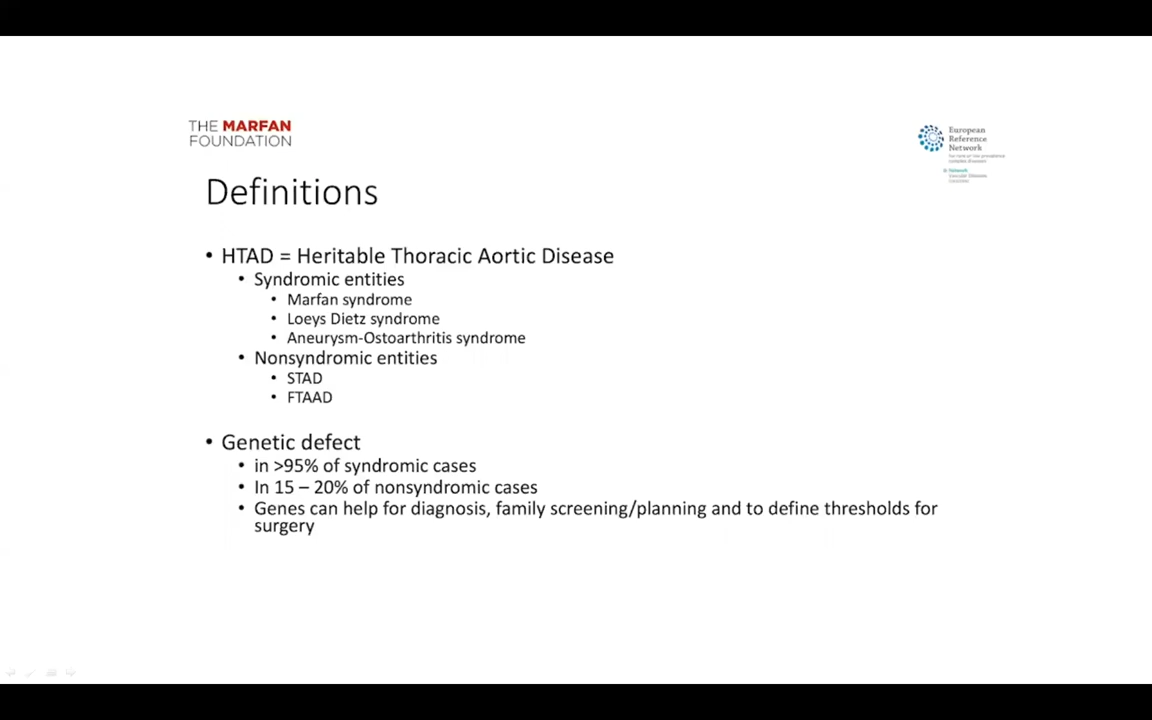 THE MARFAN
FOUNDATION
European
Reference
Network
Definitions
• HTAD = Heritable Thoracic Aortic Disease
• Syndromic entities
• Marfan syndrome
• Loeys Dietz syndrome
• Aneurysm-Ostoarthritis syndrome
• Nonsyndromic entities
• STAD
• FTAAD
• Genetic defect
• in >95% of syndromic cases
• In 15 – 20% of nonsyndromic cases
• Genes can help for diagnosis, family screening/planning and to define thresholds for
surgery